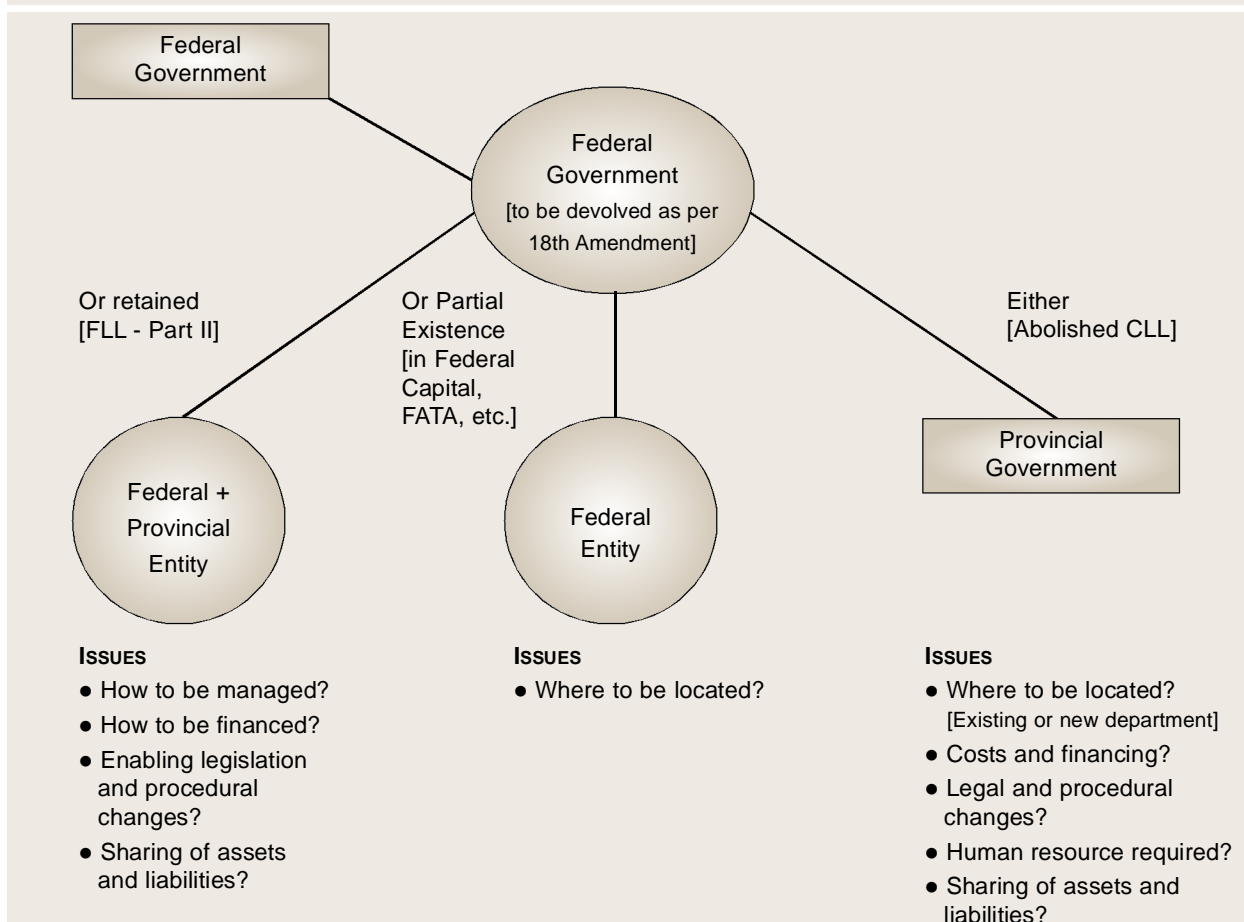 Federal
Government
Federal
Government
[to be devolved as per
18th Amendment]
Or retained
[FLL - Part II]
Or Partial
Existence
[in Federal
Capital,
FATA, etc.]
Either
[Abolished CLL]
Federal +
Provincial
Entity
Federal
Entity
Provincial
Government
ISSUES
● How to be managed?
● How to be financed?
● Enabling legislation
and procedural
changes?
● Sharing of assets
and liabilities?
ISSUES
● Where to be located?
ISSUES
● Where to be located?
[Existing or new department]
● Costs and financing?
● Legal and procedural
changes?
● Human resource required?
● Sharing of assets and
liabilities?